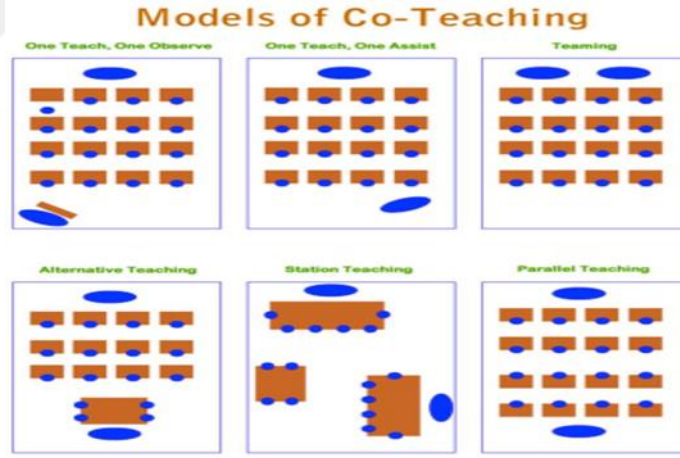 Models of Co-Teaching
One Teach, One Observe
One Teach, One Assist
Teaming
Alternative Teaching
Station Teaching
Parallel Teaching